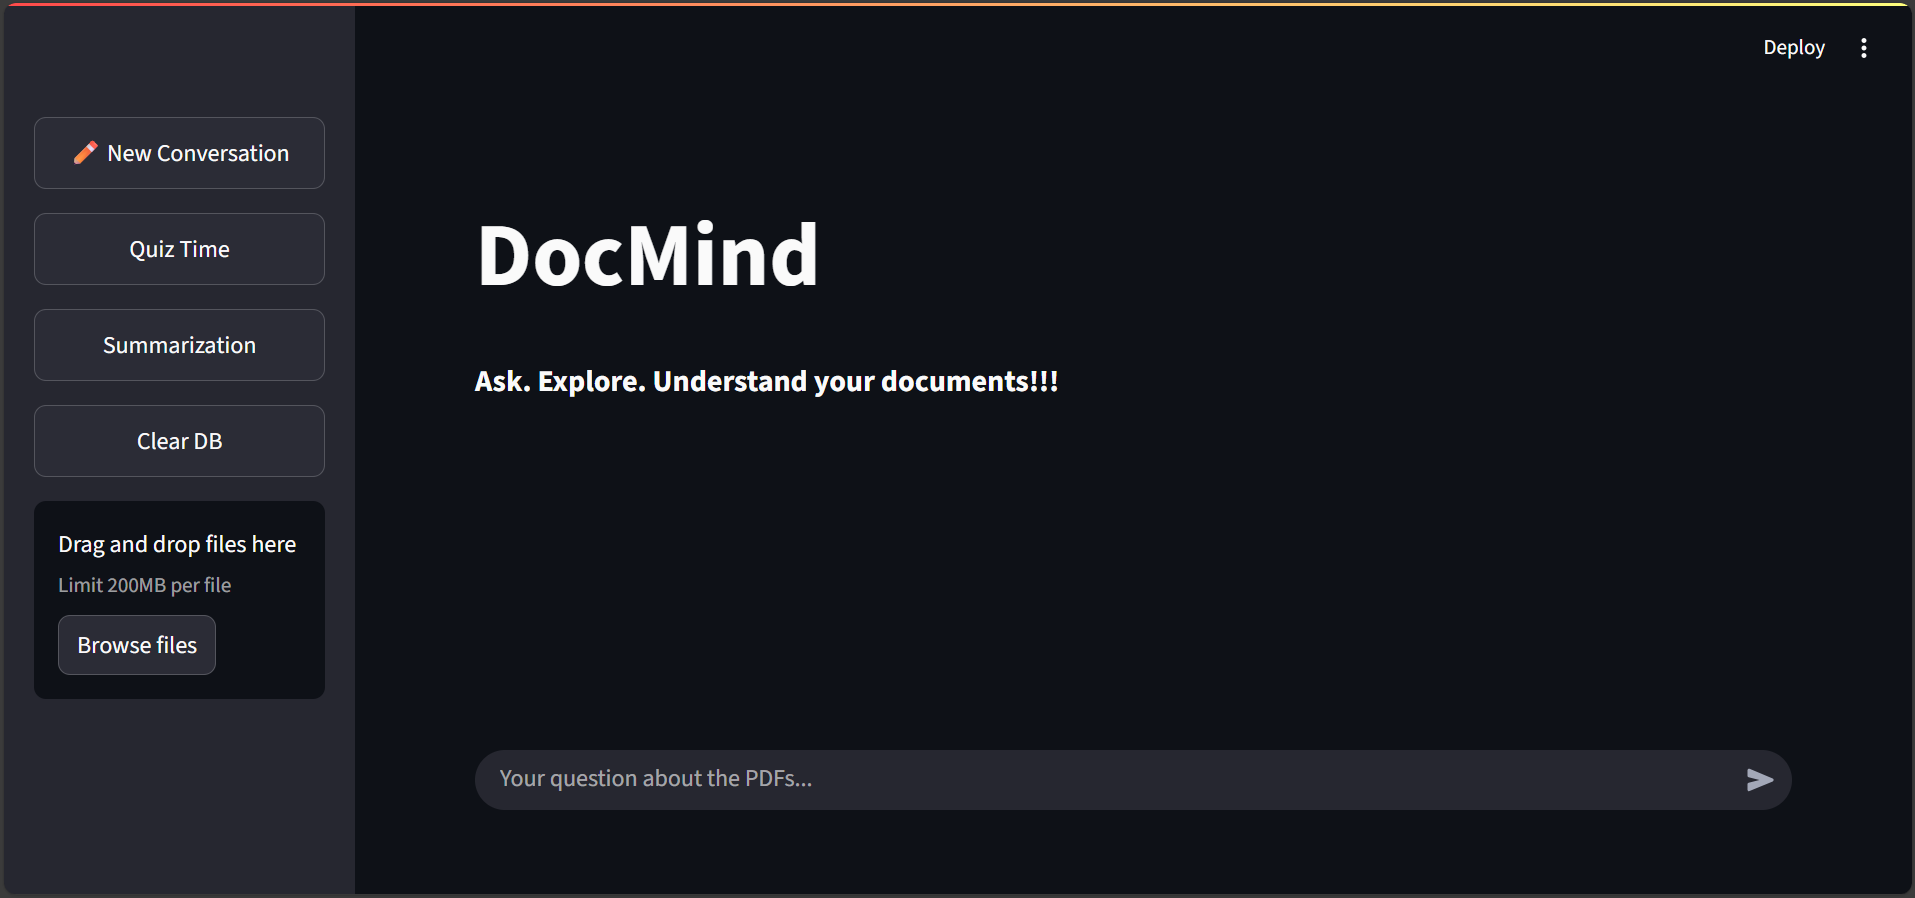 Deploy
New Conversation
Quiz Time
Summarization
Clear DB
Drag and drop files here
Limit 200MB per file
Browse files
DocMind
Ask. Explore. Understand your documents!!!
Your question about the PDFs...